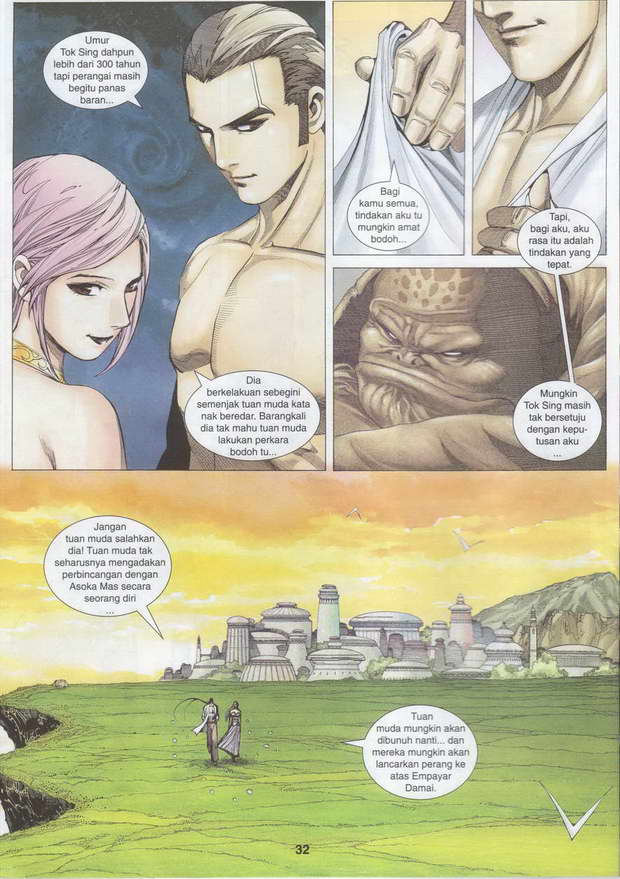 Umur
Tok Sing dahpun
lebih dari 300 tahun
tapi perangai masih
begitu panas
baran...
Dia
berkelakuan sebegini
semenjak tuan muda kata
nak beredar. Barangkali
dia tak mahu tuan muda
lakukan perkara
bodoh tu...
Bagi
kamu semua,
tindakan aku tu
mungkin amat
bodoh...
Tapi,
bagi aku, aku
rasa itu adalah
tindakan yang
tepat.
Mungkin
Tok Sing masih
tak bersetuju
dengan kepu-
tusan aku
...
Jangan
tuan muda salahkan
dia! Tuan muda tak
seharusnya mengadakan
perbincangan dengan
Asoka Mas secara
seorang diri
...
Tuan
muda mungkin akan
dibunuh nanti... dan
mereka mungkin akan
lancarkan perang ke
atas Empayar
Damai.
32